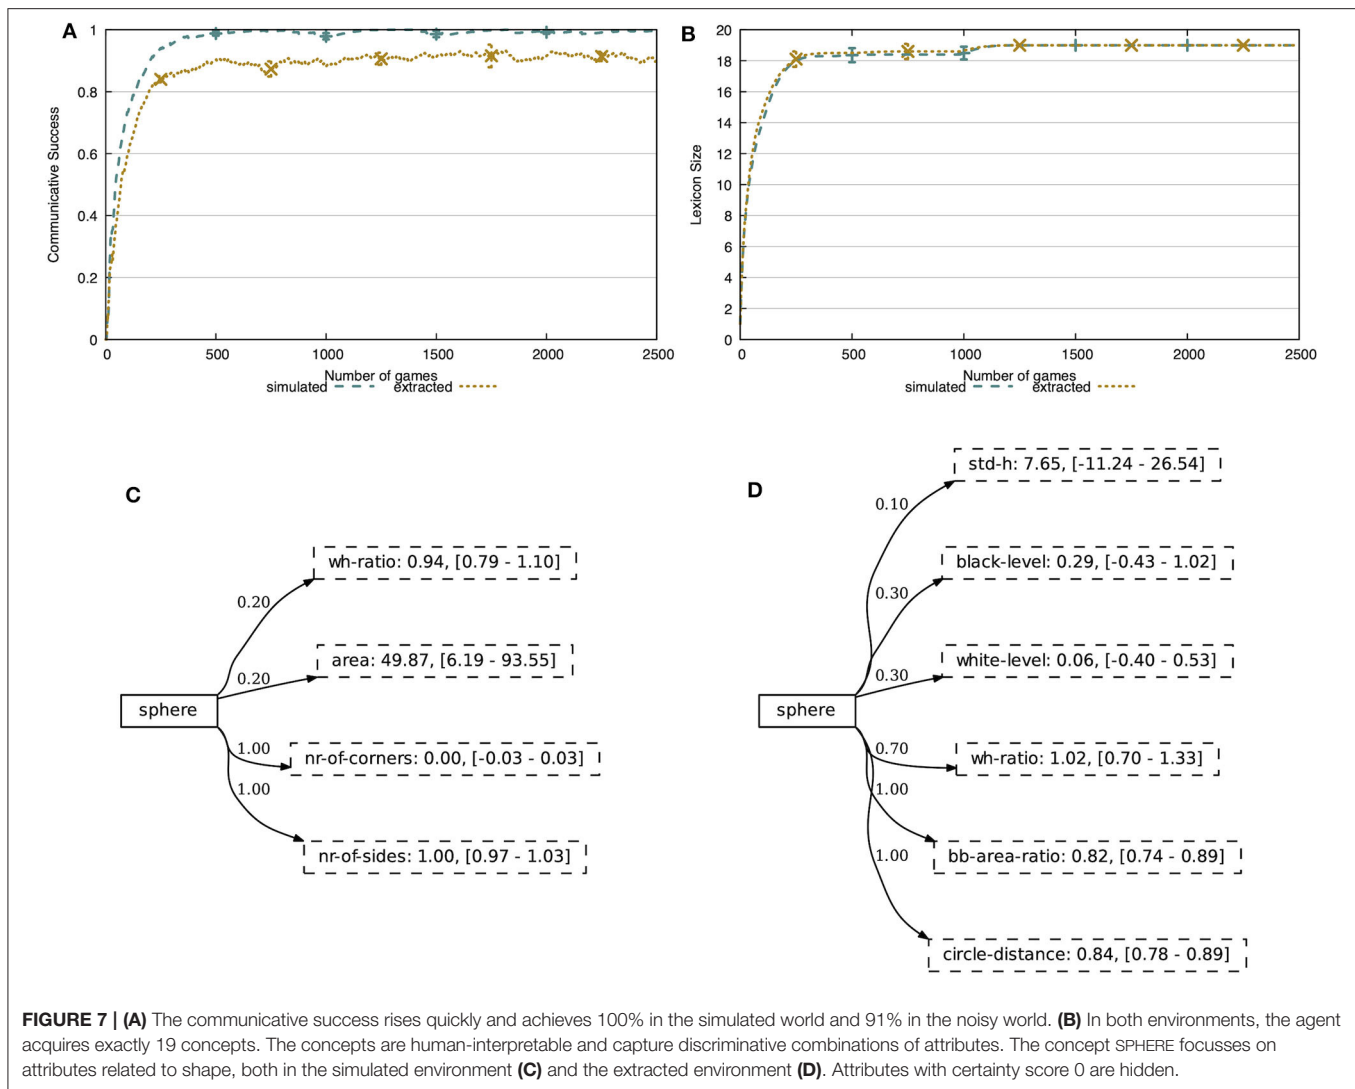 A
1
0.8
0.6
0.4
0.2
0
Communicative Success
0 500 1000 1500 2000 2500
Number of games
simulated extracted
B
20
18
16
14
12
10
8
6
4
2
0
Lexicon Size
0 500 1000 1500 2000 2500
Number of games
simulated extracted
C
sphere
0.20
wh-ratio: 0.94, [0.79 - 1.10]
0.20
area: 49.87, [6.19 - 93.55]
1.00
nr-of-corners: 0.00, [-0.03 - 0.03]
1.00
nr-of-sides: 1.00, [0.97 - 1.03]
D
sphere
0.10
std-h: 7.65, [-11.24 - 26.54]
0.30
black-level: 0.29, [-0.43 - 1.02]
0.30
white-level: 0.06, [-0.40 - 0.53]
0.70
wh-ratio: 1.02, [0.70 - 1.33]
1.00
bb-area-ratio: 0.82, [0.74 - 0.89]
1.00
circle-distance: 0.84, [0.78 - 0.89]
FIGURE 7 | (A) The communicative success rises quickly and achieves 100% in the simulated world and 91% in the noisy world. (B) In both environments, the agent
acquires exactly 19 concepts. The concepts are human-interpretable and capture discriminative combinations of attributes. The concept SPHERE focusses on
attributes related to shape, both in the simulated environment (C) and the extracted environment (D). Attributes with certainty score 0 are hidden.